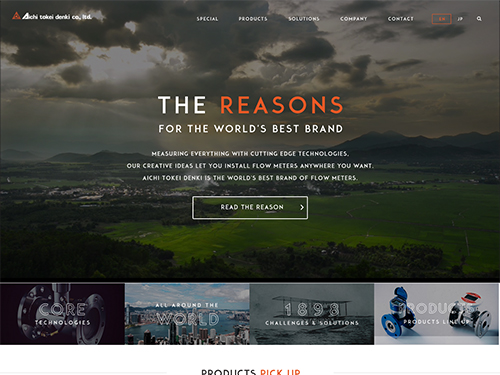 Aichi tokei denki co., ltd.
SPECIAL PRODUCTS SOLUTIONS COMPANY CONTACT EN JP
THE REASONS
FOR THE WORLD'S BEST BRAND
MEASURING EVERYTHING WITH CUTTING EDGE TECHNOLOGIES,
OUR CREATIVE IDEAS LET YOU INSTALL FLOW METERS ANYWHERE YOU WANT.
AICHI TOKEI DENKI IS THE WORLD'S BEST BRAND OF FLOW METERS.
READ THE REASON
CORE
TECHNOLOGIES
ALL AROUND THE
WORLD
1898
CHALLENGES & SOLUTIONS
PRODUCTS
PRODUCTS LINE UP
PRODUCTS PICK UP